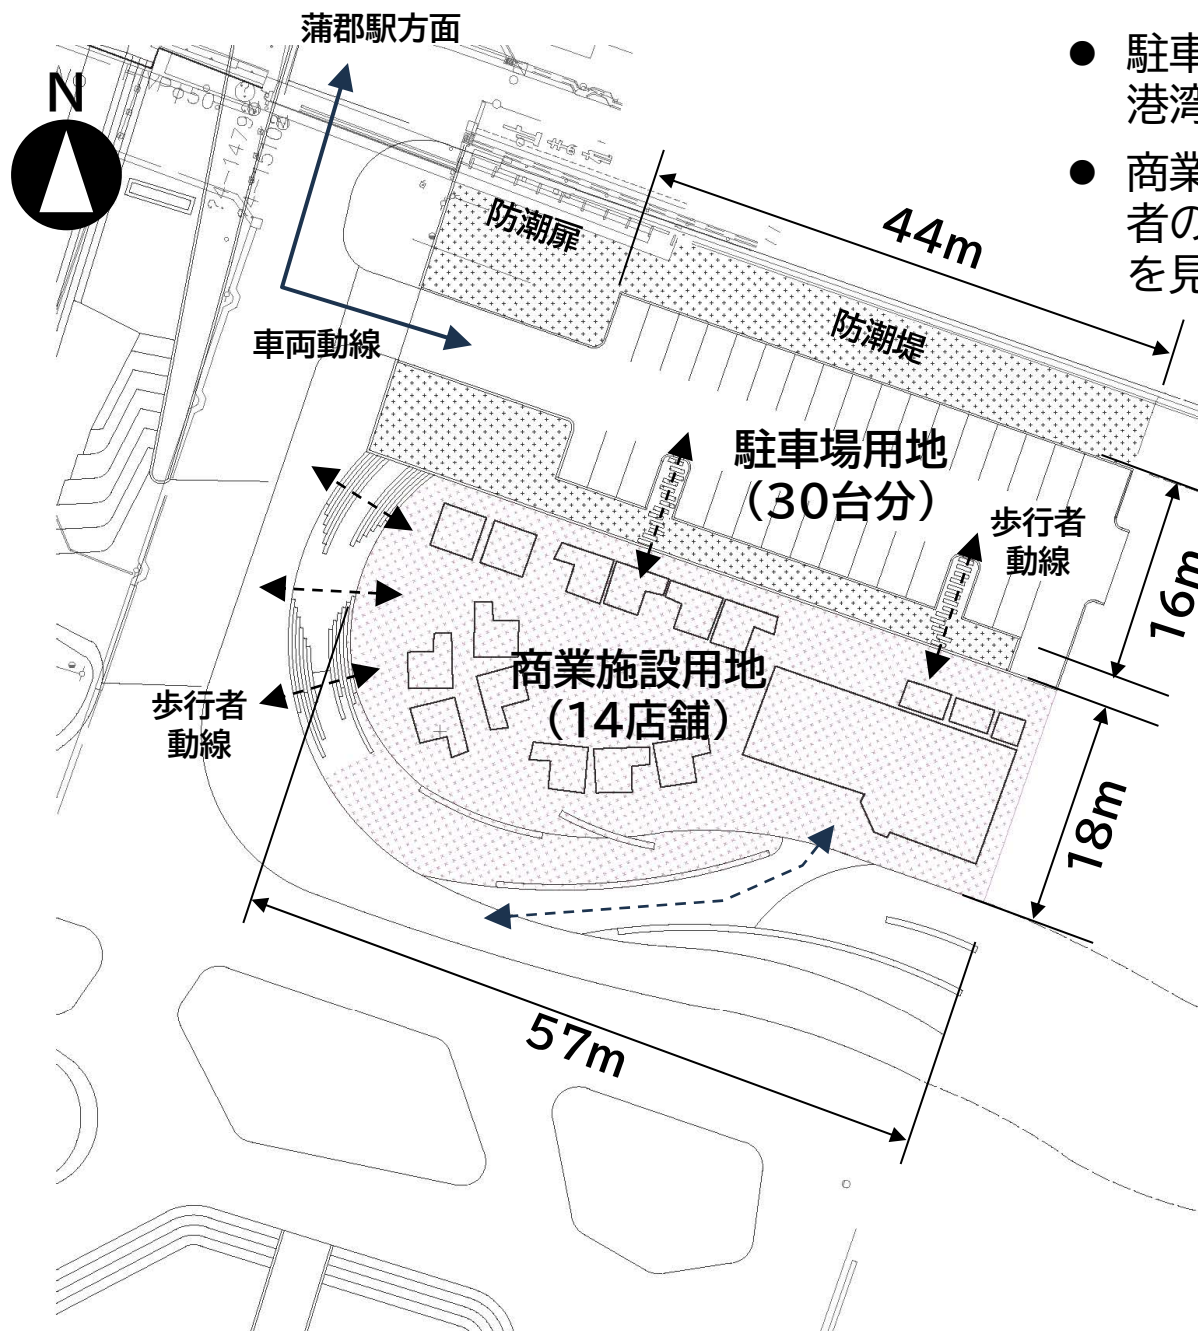 蒲郡駅方面
● 駐車
港湾
● 商業
者の
を見
N
防潮扉
44m
車両動線
防潮堤
駐車場用地
（30台分）
歩行者
動線
16m
商業施設用地
（14店舗）
歩行者
動線
18m
57m